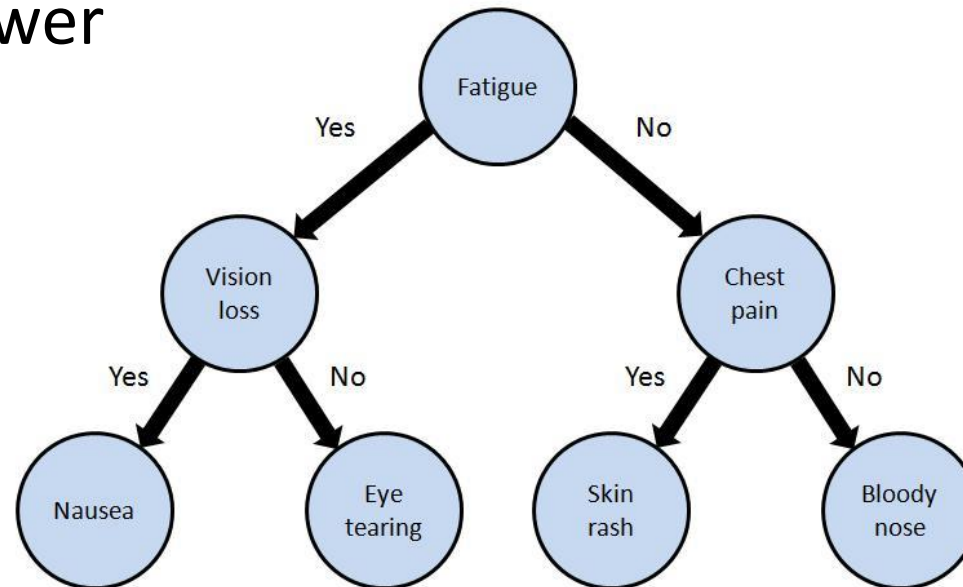 wer
Fatigue
Yes
No
Vision
loss
Chest
pain
Yes
No
Yes
No
Nausea
Eye
tearing
Skin
rash
Bloody
nose